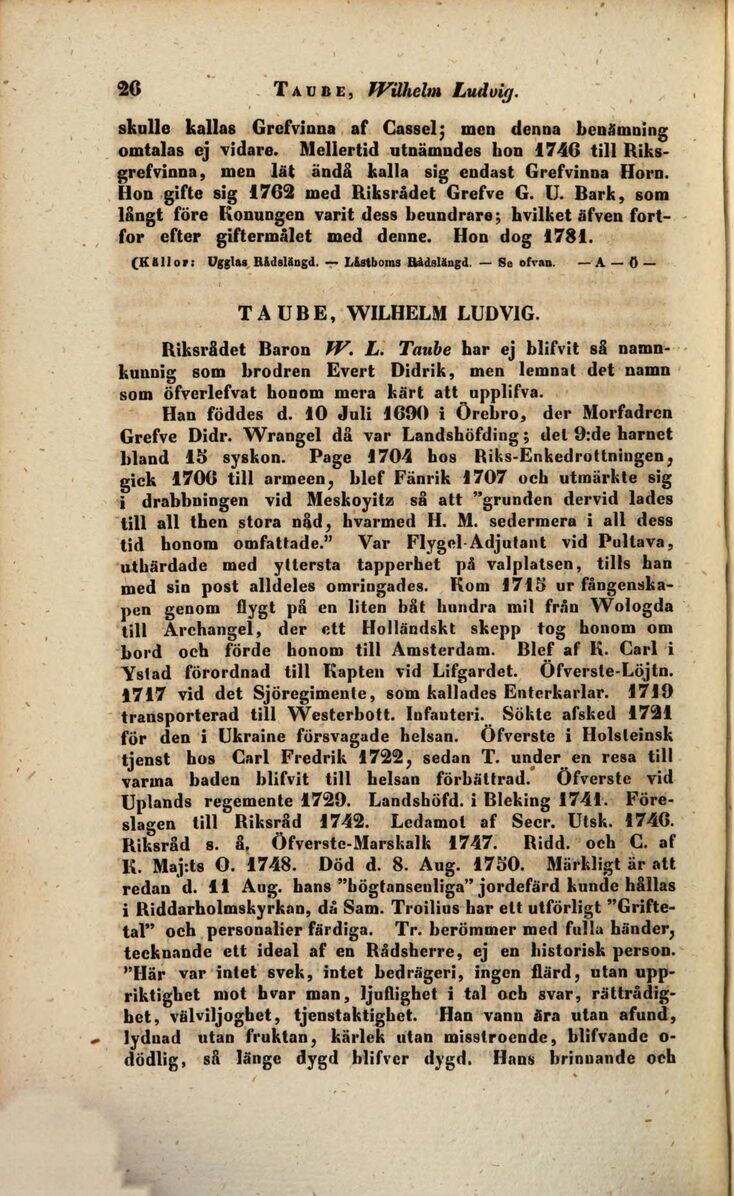 26 TAUBE, Wilhelm Ludvig.
skulle kallas Grefvinna af Cassel; men denna benämning
omtalas ej vidare. Mellertid utnämndes hon 1746 till Riks-
grefvinna, men lät ändå kalla sig endast Grefvinna Horn.
Hon gifte sig 1762 med Riksrådet Grefve G. U. Bark, som
långt före Konungen varit dess beundrare; hvilket äfven fort-
for efter giftermålet med denne. Hon dog 1781.
(Källor: Ugglas Rådslängd. — Låstboms Rådslängd. — Se ofvan. — A — Ö —
TAUBE, WILHELM LUDVIG.
Riksrådet Baron W. L. Taube har ej blifvit så namn-
kunnig som brodren Evert Didrik, men lemnat det namn
som öfverlefvat honom mera kärt att upplifva.
Han föddes d. 10 Juli 1690 i Örebro, der Morfadren
Grefve Didr. Wrangel då var Landshöfding; det 9:de barnet
bland 15 syskon. Page 1704 hos Riks-Enkedrottningen,
gick 1706 till armeen, blef Fänrik 1707 och utmärkte sig
i drabbningen vid Meskoyitz så att ”grunden dervid lades
till all then stora nåd, hvarmed H. M. sedermera i all dess
tid honom omfattade.” Var Flygel-Adjutant vid Pultava,
uthärdade med yttersta tapperhet på valplatsen, tills han
med sin post alldeles omringades. Kom 1715 ur fångenska-
pen genom flygt på en liten båt hundra mil från Wologda
till Archangel, der ett Holländskt skepp tog honom om
bord och förde honom till Amsterdam. Blef af K. Carl i
Ystad förordnad till Kapten vid Lifgardet. Öfverste-Löjtn.
1717 vid det Sjöregimente, som kallades Enterkarlar. 1719
transporterad till Westerbott. Infanteri. Sökte afsked 1721
för den i Ukraine försvagade helsan. Öfverste i Holsteinsk
tjenst hos Carl Fredrik 1722, sedan T. under en resa till
varma baden blifvit till helsan förbättrad. Öfverste vid
Uplands regemente 1729. Landshöfd. i Bleking 1741. Före-
slagen till Riksråd 1742. Ledamot af Secr. Utsk. 1746.
Riksråd s. å. Öfverste-Marskalk 1747. Ridd. och C. af
K. Maj:ts O. 1748. Död d. 8. Aug. 1750. Märkligt är att
redan d. 11 Aug. hans ”högtansenliga” jordefärd kunde hållas
i Riddarholmskyrkan, då Sam. Troilius har ett utförligt ”Grifte-
tal” och personalier färdiga. Tr. berömmer med fulla händer,
tecknande ett ideal af en Rådsherre, ej en historisk person.
”Här var intet svek, intet bedrägeri, ingen flärd, utan upp-
riktighet mot hvar man, ljuflighet i tal och svar, rättrådig-
het, välviljoghet, tjenstaktighet. Han vann ära utan afund,
lydnad utan fruktan, kärlek utan misstroende, blifvande o-
dödlig, så länge dygd blifver dygd. Hans brinnande och